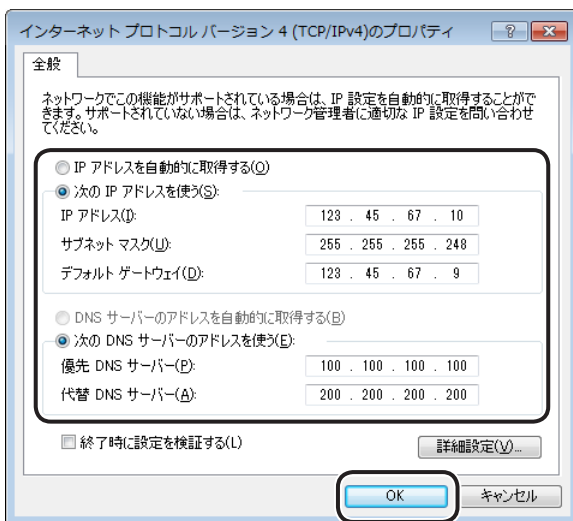 インターネット プロトコル バージョン 4 (TCP/IPv4)のプロパティ
全般
ネットワークでこの機能がサポートされている場合は、IP 設定を自動的に取得することがで
きます。サポートされていない場合は、ネットワーク管理者に適切な IP 設定を問い合わせ
てください。
IP アドレスを自動的に取得する(O)
次の IP アドレスを使う(S):
IP アドレス(I): 123 . 45 . 67 . 10
サブネット マスク(U): 255 . 255 . 255 . 248
デフォルト ゲートウェイ(D): 123 . 45 . 67 . 9
DNS サーバーのアドレスを自動的に取得する(B)
次の DNS サーバーのアドレスを使う(E):
優先 DNS サーバー(P): 100 . 100 . 100 . 100
代替 DNS サーバー(A): 200 . 200 . 200 . 200
終了時に設定を検証する(L)
詳細設定(V)...
OK キャンセル